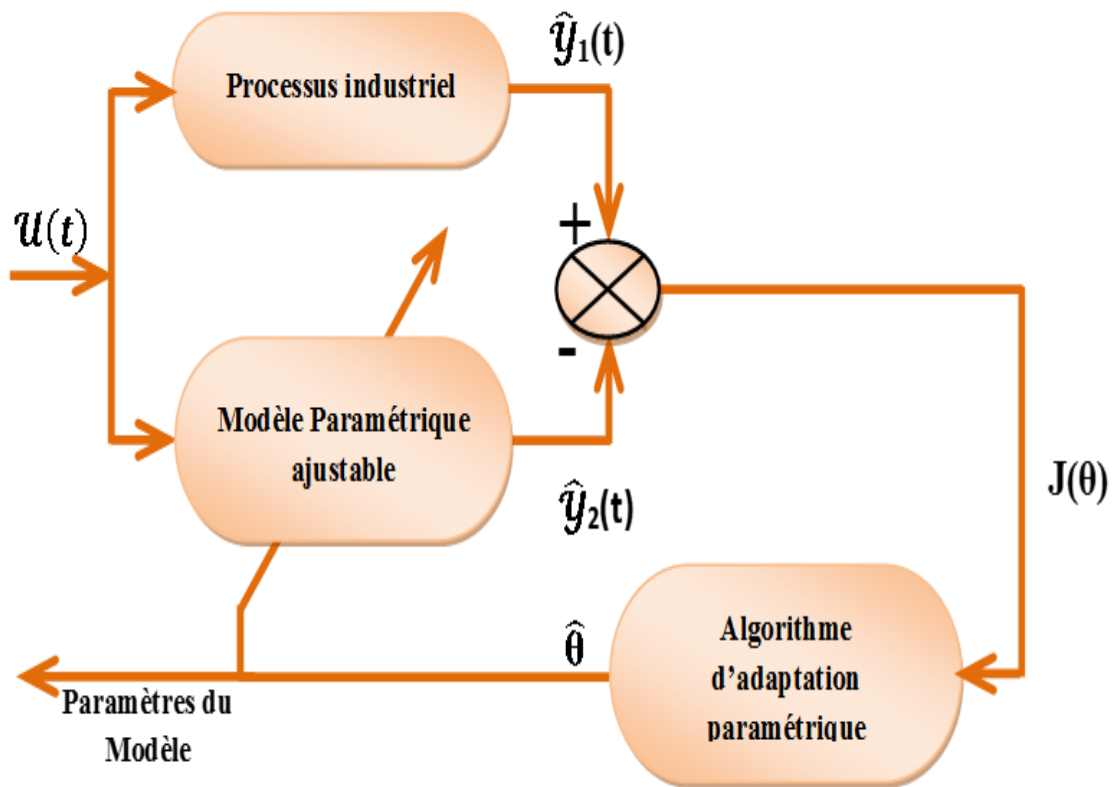 ŷ₁(t)
Processus industriel
𝒰(t)
+
-
Modèle Paramétrique
ajustable
ŷ₂(t)
J(θ)
Algorithme
d'adaptation
paramétrique
θ̂
Paramètres du
Modèle